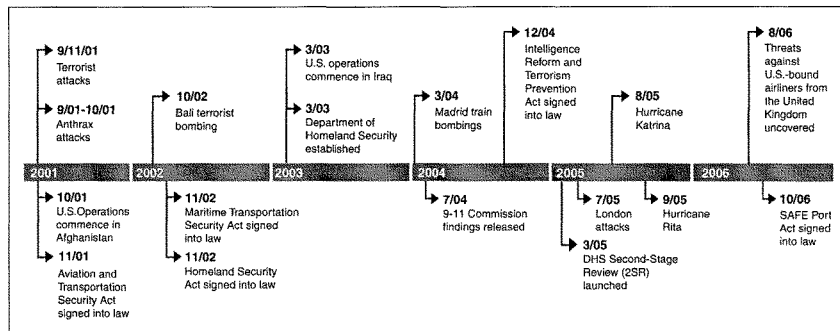 9/11/01
Terrorist
attacks
9/01-10/01
Anthrax
attacks
10/02
Bali terrorist
bombing
3/03
U.S. operations
commence in Iraq
3/03
Department of
Homeland Security
established
3/04
Madrid train
bombings
12/04
Intelligence
Reform and
Terrorism
Prevention
Act signed
into law
8/05
Hurricane
Katrina
8/06
Threats
against
U.S.-bound
airliners from
the United
Kingdom
uncovered
2001
2002
2003
2004
2005
2006
10/01
U.S.Operations
commence in
Afghanistan
11/01
Aviation and
Transportation
Security Act
signed into law
11/02
Maritime Transportation
Security Act signed
into law
11/02
Homeland Security
Act signed into law
7/04
9-11 Commission
findings released
7/05
London
attacks
9/05
Hurricane
Rita
3/05
DHS Second-Stage
Review (2SR)
launched
10/06
SAFE Port
Act signed
into law